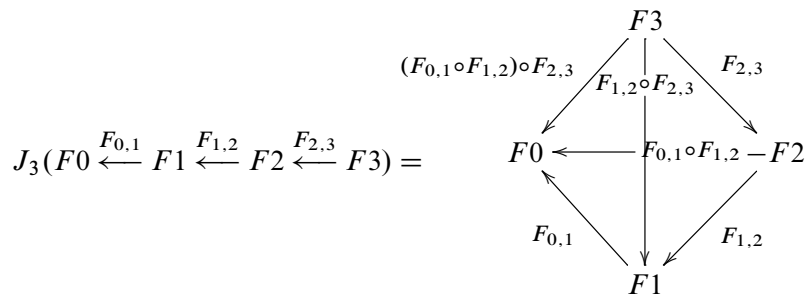 F3
(F_{0,1}∘F_{1,2})∘F_{2,3} F_{1,2}∘F_{2,3} F_{2,3}
J_3(F0 \xleftarrow{F_{0,1}} F1 \xleftarrow{F_{1,2}} F2 \xleftarrow{F_{2,3}} F3) = F0 F_{0,1}∘F_{1,2} F2
F_{0,1} F_{1,2}
F1